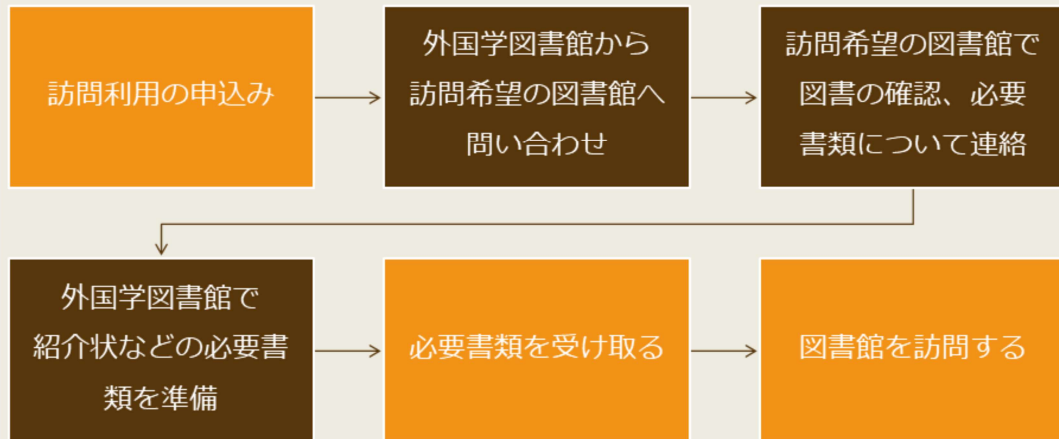 訪問利用の申込み
外国学図書館から
訪問希望の図書館へ
問い合わせ
訪問希望の図書館で
図書の確認、必要
書類について連絡
外国学図書館で
紹介状などの必要書
類を準備
必要書類を受け取る
図書館を訪問する